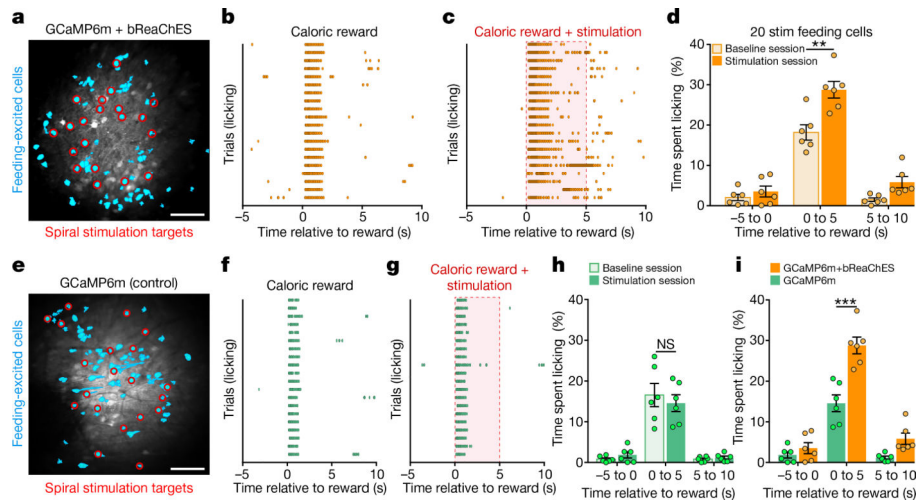 a
GCaMP6m + bReaChES
Feeding-excited cells
Spiral stimulation targets
b
Caloric reward
Trials (licking)
−5
0
5
10
Time relative to reward (s)
c
Caloric reward + stimulation
Trials (licking)
−5
0
5
10
Time relative to reward (s)
d
20 stim feeding cells
Baseline session
Stimulation session
**
Time spent licking (%)
40
30
20
10
0
−5 to 0
0 to 5
5 to 10
Time relative to reward (s)
e
GCaMP6m (control)
Feeding-excited cells
Spiral stimulation targets
f
Caloric reward
Trials (licking)
−5
0
5
10
Time relative to reward (s)
g
Caloric reward +
stimulation
Trials (licking)
−5
0
5
10
Time relative to reward (s)
h
Baseline session
Stimulation session
NS
Time spent licking (%)
40
30
20
10
0
−5 to 0
0 to 5
5 to 10
Time relative to reward (s)
i
GCaMP6m+bReaChES
GCaMP6m
***
Time spent licking (%)
40
30
20
10
0
−5 to 0
0 to 5
5 to 10
Time relative to reward (s)